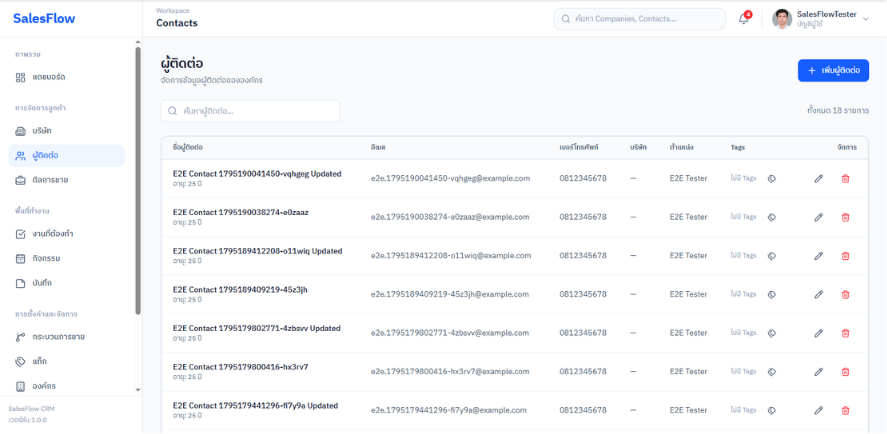 SalesFlow
Workspace
Contacts
ค้นหา Companies, Contacts...
4
SalesFlowTester
บัญชีผู้ใช้
ภาพรวม
แดชบอร์ด
การจัดการลูกค้า
บริษัท
ผู้ติดต่อ
ดีลการขาย
พื้นที่ทำงาน
งานที่ต้องทำ
กิจกรรม
บันทึก
การตั้งค่าและจัดการ
กระบวนการขาย
แท็ก
องค์กร
SalesFlow CRM
เวอร์ชัน 1.0.0
ผู้ติดต่อ
จัดการข้อมูลผู้ติดต่อขององค์กร
+ เพิ่มผู้ติดต่อ
ค้นหาผู้ติดต่อ...
ทั้งหมด 18 รายการ
ชื่อผู้ติดต่อ อีเมล เบอร์โทรศัพท์ บริษัท ตำแหน่ง Tags จัดการ
E2E Contact 1795190041450-vqhgeg Updated
อายุ: 25 ปี
e2e.1795190041450-vqhgeg@example.com 0812345678 — E2E Tester ไม่มี Tags
E2E Contact 1795190038274-e0zaaz
อายุ: 25 ปี
e2e.1795190038274-e0zaaz@example.com 0812345678 — E2E Tester ไม่มี Tags
E2E Contact 1795189412208-o11wiq Updated
อายุ: 25 ปี
e2e.1795189412208-o11wiq@example.com 0812345678 — E2E Tester ไม่มี Tags
E2E Contact 1795189409219-45z3jh
อายุ: 25 ปี
e2e.1795189409219-45z3jh@example.com 0812345678 — E2E Tester ไม่มี Tags
E2E Contact 1795179802771-4zbsvv Updated
อายุ: 25 ปี
e2e.1795179802771-4zbsvv@example.com 0812345678 — E2E Tester ไม่มี Tags
E2E Contact 1795179800416-hx3rv7
อายุ: 25 ปี
e2e.1795179800416-hx3rv7@example.com 0812345678 — E2E Tester ไม่มี Tags
E2E Contact 1795179441296-fi7y9a Updated
อายุ: 25 ปี
e2e.1795179441296-fi7y9a@example.com 0812345678 — E2E Tester ไม่มี Tags